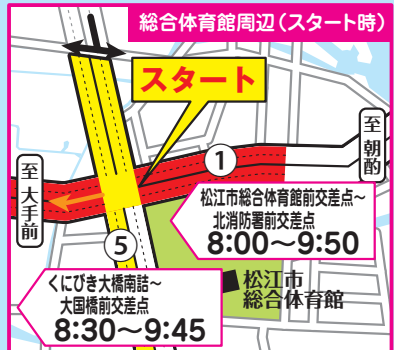 総合体育館周辺(スタート時)
スタート
至 朝酌
①
至 大手前
松江市総合体育館前交差点～
北消防署前交差点
8:00～9:50
⑤
くにびき大橋南詰～
大国橋前交差点
8:30～9:45
松江市
総合体育館